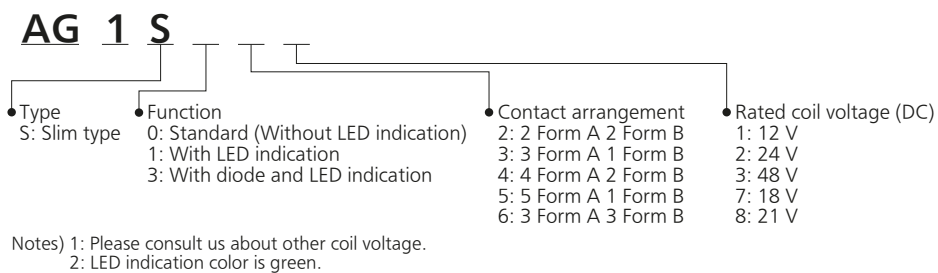 AG 1 S _ _ _
Type
S: Slim type
Function
0: Standard (Without LED indication)
1: With LED indication
3: With diode and LED indication
Contact arrangement
2: 2 Form A 2 Form B
3: 3 Form A 1 Form B
4: 4 Form A 2 Form B
5: 5 Form A 1 Form B
6: 3 Form A 3 Form B
Rated coil voltage (DC)
1: 12 V
2: 24 V
3: 48 V
7: 18 V
8: 21 V
Notes) 1: Please consult us about other coil voltage.
2: LED indication color is green.